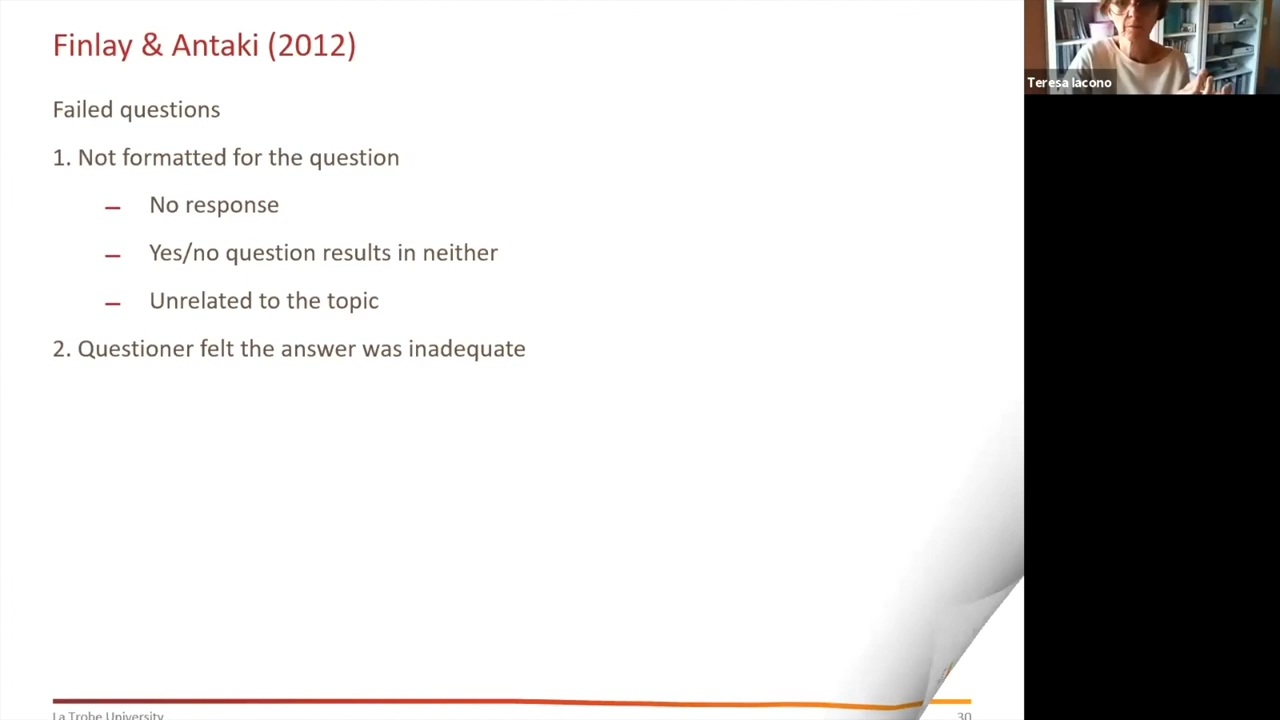 Finlay & Antaki (2012)
Failed questions
1. Not formatted for the question
– No response
– Yes/no question results in neither
– Unrelated to the topic
2. Questioner felt the answer was inadequate
La Trobe University
30
Teresa Iacono